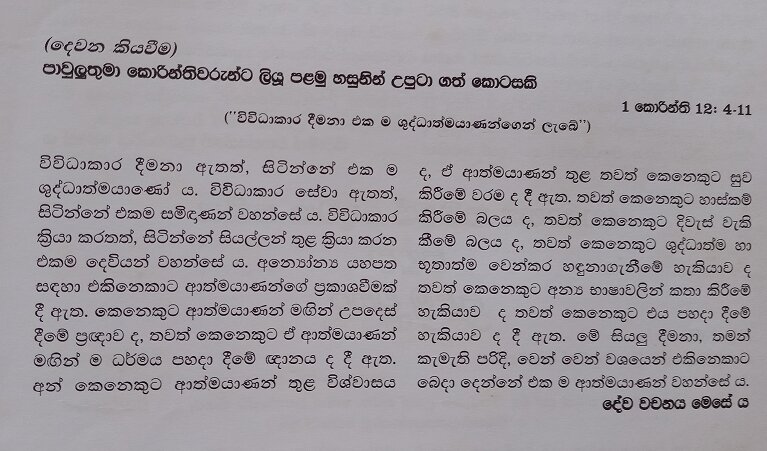 (දෙවන කියවීම)
පාවුලුතුමා කොරින්තිවරුන්ට ලියූ පළමු හසුනින් උපුටා ගත් කොටසකි
1 කොරින්ති 12: 4-11
("විවිධාකාර දීමනා එක ම ශුද්ධාත්මයාණන්ගෙන් ලැබේ")
විවිධාකාර දීමනා ඇතත්, සිටින්නේ එක ම
ශුද්ධාත්මයාණෝ ය. විවිධාකාර සේවා ඇතත්,
සිටින්නේ එකම සමිඳාණන් වහන්සේ ය. විවිධාකාර
ක්‍රියා කරතත්, සිටින්නේ සියල්ලන් තුළ ක්‍රියා කරන
එකම දෙවියන් වහන්සේ ය. අන්‍යෝන්‍ය යහපත
සඳහා එකිනෙකාට ආත්මයාණන්ගේ ප්‍රකාශවීමක්
දී ඇත. කෙනෙකුට ආත්මයාණන් මඟින් උපදෙස්
දීමේ ප්‍රඥාව ද, තවත් කෙනෙකුට ඒ ආත්මයාණන්
මඟින් ම ධර්මය පහදා දීමේ ඥානය ද දී ඇත.
අන් කෙනෙකුට ආත්මයාණන් තුළ විශ්වාසය
ද, ඒ ආත්මයාණන් තුළ තවත් කෙනෙකුට සුව
කිරීමේ වරම ද දී ඇත. තවත් කෙනෙකුට හාස්කම්
කිරීමේ බලය ද, තවත් කෙනෙකුට දිවැස් වැකි
කීමේ බලය ද, තවත් කෙනෙකුට ශුද්ධාත්ම හා
භූතාත්ම වෙන්කර හඳුනාගැනීමේ හැකියාව ද
තවත් කෙනෙකුට අන්‍ය භාෂාවලින් කතා කිරීමේ
හැකියාව ද තවත් කෙනෙකුට එය පහදා දීමේ
හැකියාව ද දී ඇත. මේ සියලු දීමනා, තමන්
කැමැති පරිදි, වෙන් වෙන් වශයෙන් එකිනෙකාට
බෙදා දෙන්නේ එක ම ආත්මයාණන් වහන්සේ ය.
දේව වචනය මෙසේ ය